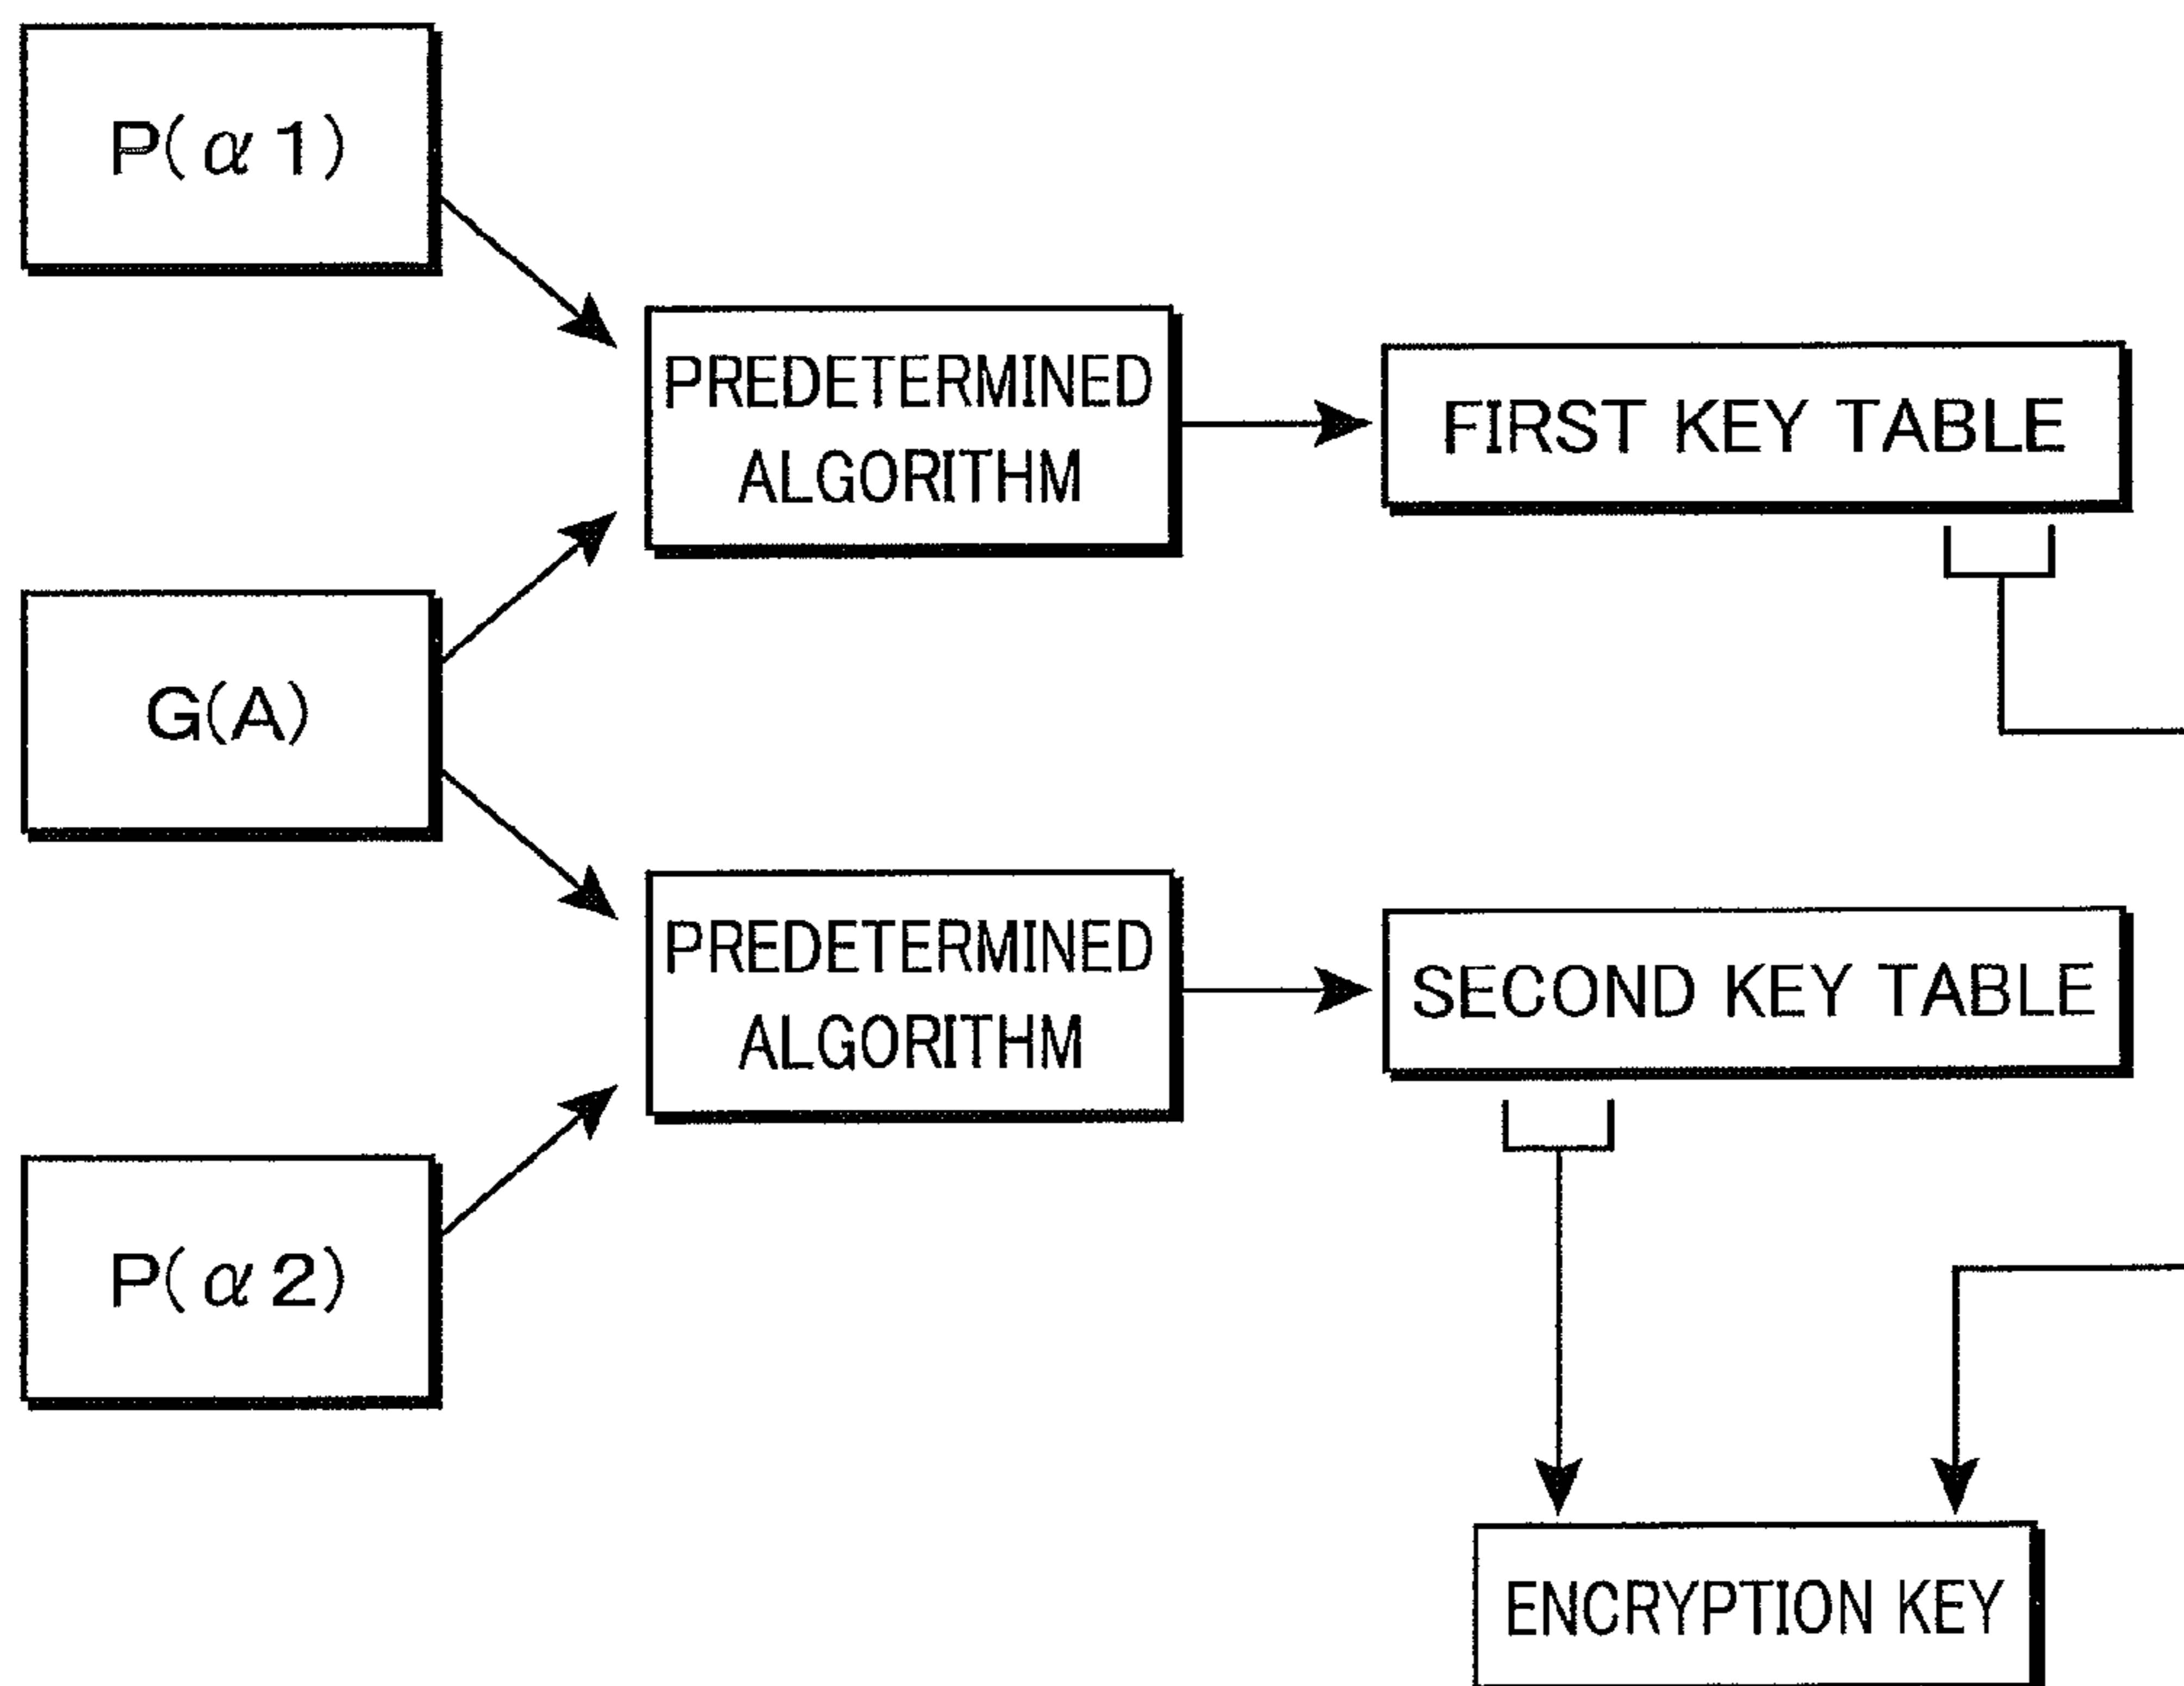 P(α1)
PREDETERMINED
ALGORITHM
FIRST KEY TABLE
G(A)
PREDETERMINED
ALGORITHM
SECOND KEY TABLE
P(α2)
ENCRYPTION KEY